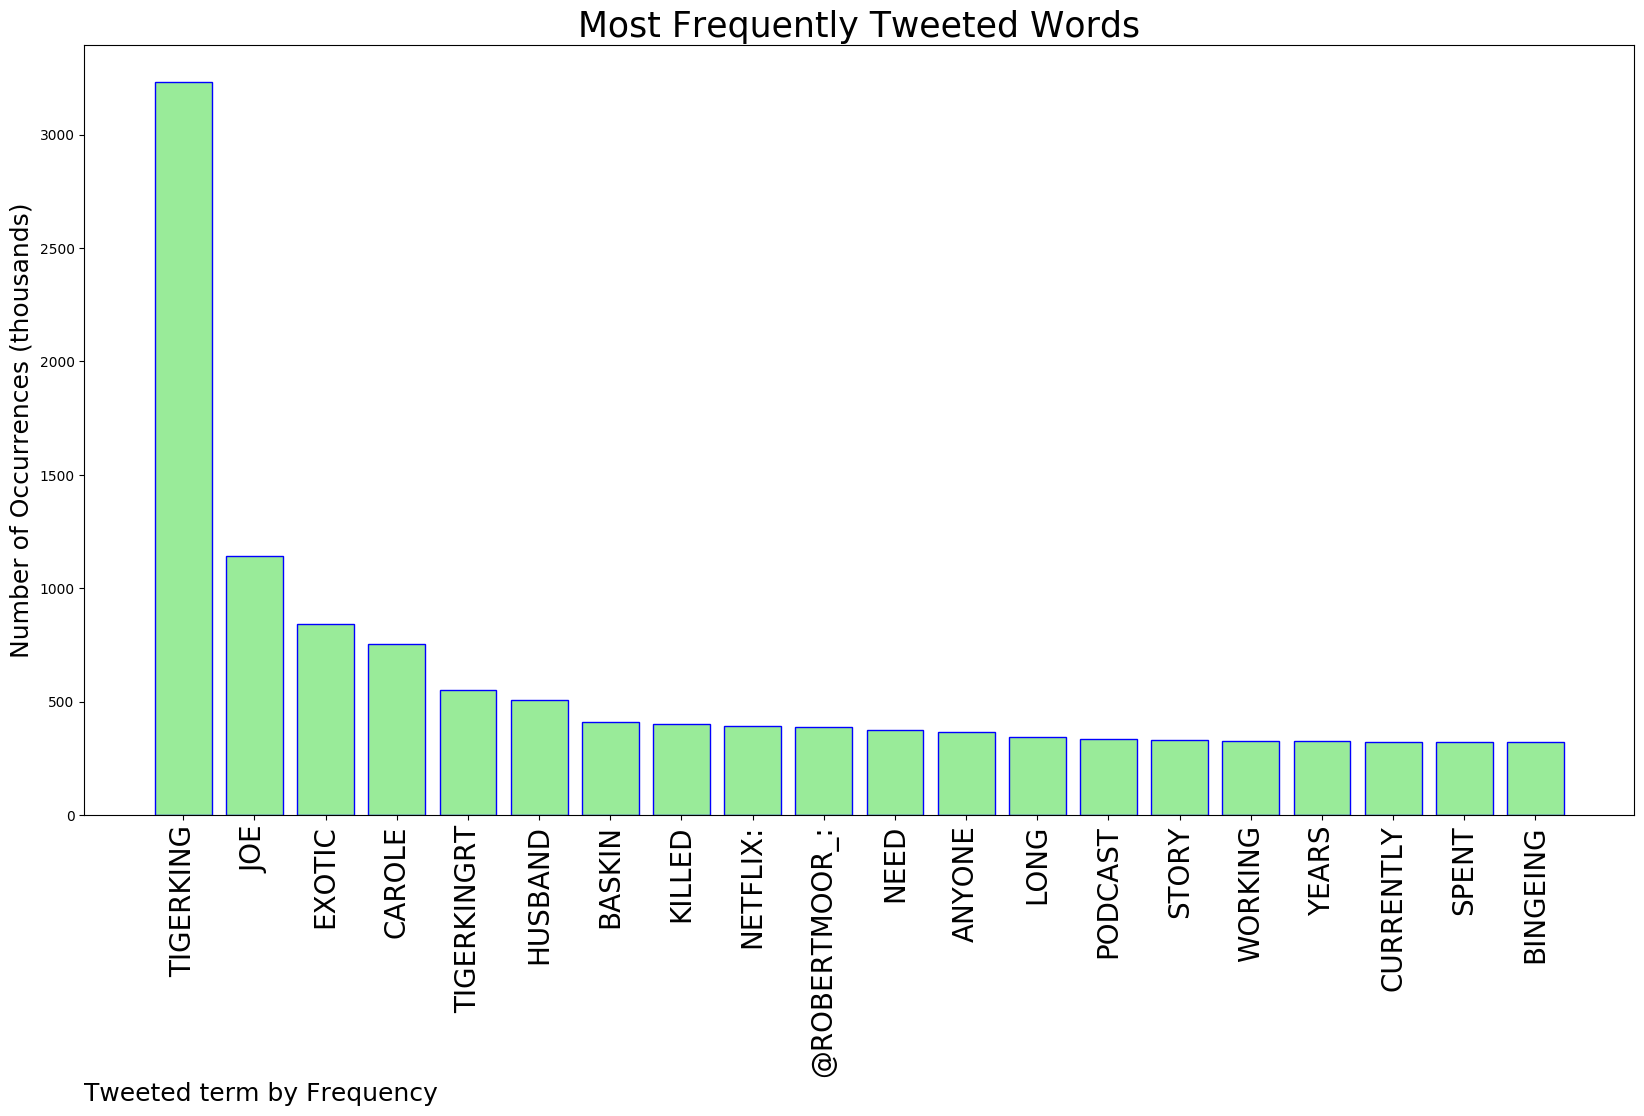 Most Frequently Tweeted Words
Number of Occurrences (thousands)
3000
2500
2000
1500
1000
500
0
TIGERKING
JOE
EXOTIC
CAROLE
TIGERKINGRT
HUSBAND
BASKIN
KILLED
NETFLIX:
@ROBERTMOOR_:
NEED
ANYONE
LONG
PODCAST
STORY
WORKING
YEARS
CURRENTLY
SPENT
BINGEING
Tweeted term by Frequency